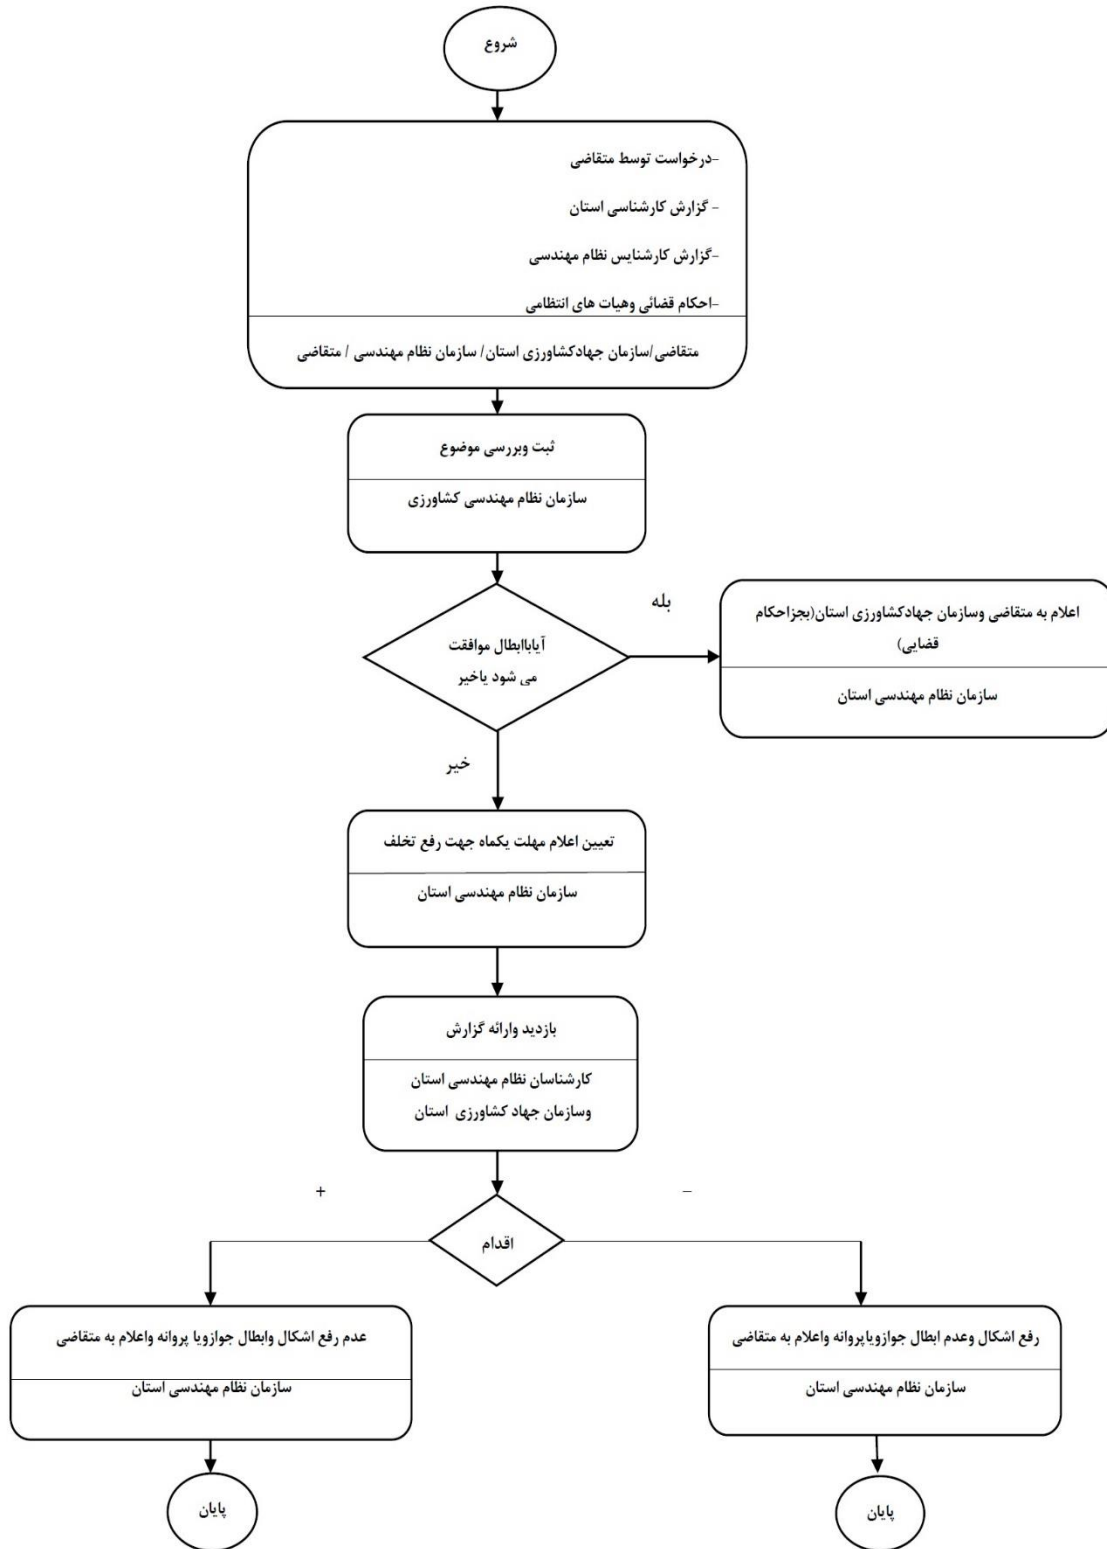 شروع
-درخواست توسط متقاضی
- گزارش کارشناسی استان
-گزارش کارشنایس نظام مهندسی
-احکام قضائی وهیات های انتظامی
متقاضی/سازمان جهادکشاورزی استان/ سازمان نظام مهندسی / متقاضی
ثبت وبررسی موضوع
سازمان نظام مهندسی کشاورزی
آیاباابطال موافقت
می شود یاخیر
بله
اعلام به متقاضی وسازمان جهادکشاورزی استان(بجزاحکام
قضایی)
سازمان نظام مهندسی استان
خیر
تعیین اعلام مهلت یکماه جهت رفع تخلف
سازمان نظام مهندسی استان
بازدید وارائه گزارش
کارشناسان نظام مهندسی استان
وسازمان جهاد کشاورزی استان
+
–
اقدام
رفع اشکال وعدم ابطال جوازویاپروانه واعلام به متقاضی
سازمان نظام مهندسی استان
عدم رفع اشکال وابطال جوازویا پروانه واعلام به متقاضی
سازمان نظام مهندسی استان
پایان
پایان